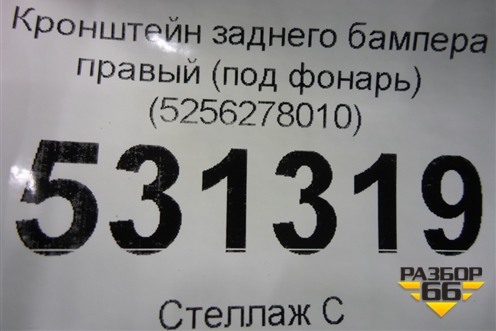 Кронштейн заднего бампера
правый (под фонарь)
(5256278010)
531319
РАЗБОР
66
Стеллаж С